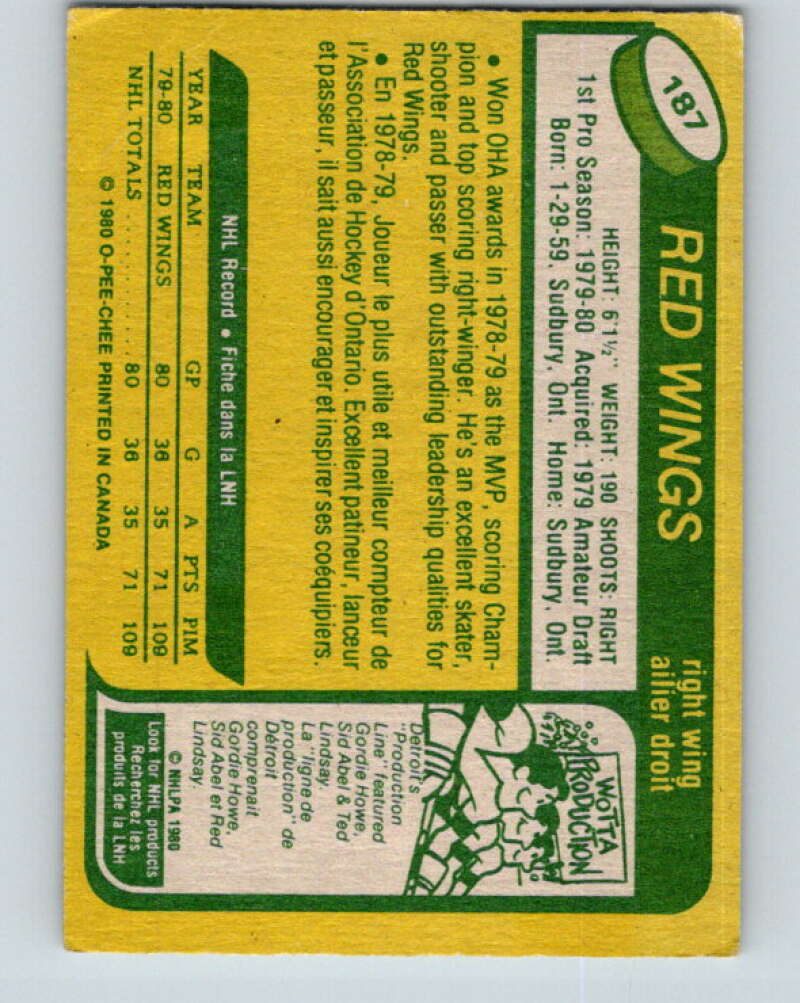 187
RED WINGS
right wing
ailier droit
HEIGHT: 6'1½" WEIGHT: 190 SHOOTS: RIGHT
1st Pro Season: 1979-80 Acquired: 1979 Amateur Draft
Born: 1-29-59, Sudbury, Ont. Home: Sudbury, Ont.
• Won OHA awards in 1978-79 as the MVP, scoring Cham-
pion and top scoring right-winger. He's an excellent skater,
shooter and passer with outstanding leadership qualities for
Red Wings.
• En 1978-79, Joueur le plus utile et meilleur compteur de
l'Association de Hockey d'Ontario. Excellent patineur, lanceur
et passeur, il sait aussi encourager et inspirer ses coéquipiers.
NHL Record • Fiche dans la LNH
YEAR TEAM GP G A PTS PIM
79-80 RED WINGS 80 36 35 71 109
NHL TOTALS ........... 80 36 35 71 109
© 1980 O-PEE-CHEE PRINTED IN CANADA
WOTTA
PRODUCTION
Detroit's
"Production
Line" featured
Gordie Howe,
Sid Abel & Ted
Lindsay
La "ligne de
production" de
Détroit
comprenait
Gordie Howe,
Sid Abel et Red
Lindsay.
© NHLPA 1980
Look for NHL products
Recherchez les
produits de la LNH